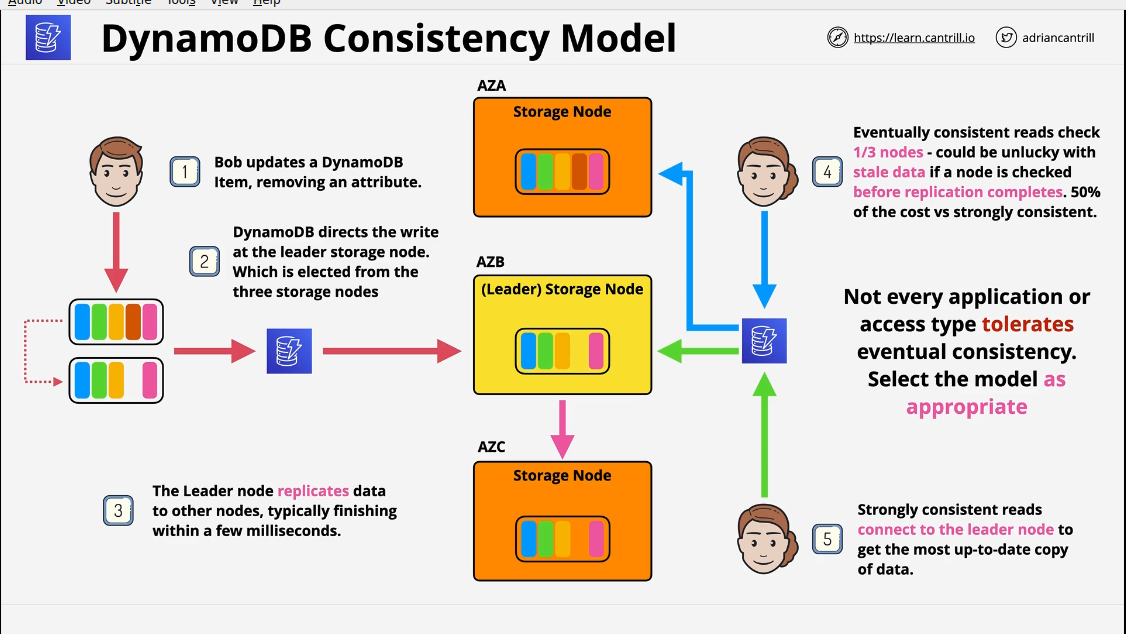 Audio Video Subtitle Tools View Help
DynamoDB Consistency Model
https://learn.cantrill.io
adriancantrill
1
Bob updates a DynamoDB
Item, removing an attribute.
2
DynamoDB directs the write
at the leader storage node.
Which is elected from the
three storage nodes
3
The Leader node replicates data
to other nodes, typically finishing
within a few milliseconds.
AZA
Storage Node
AZB
(Leader) Storage Node
AZC
Storage Node
4
Eventually consistent reads check
1/3 nodes - could be unlucky with
stale data if a node is checked
before replication completes. 50%
of the cost vs strongly consistent.
Not every application or
access type tolerates
eventual consistency.
Select the model as
appropriate
5
Strongly consistent reads
connect to the leader node to
get the most up-to-date copy
of data.